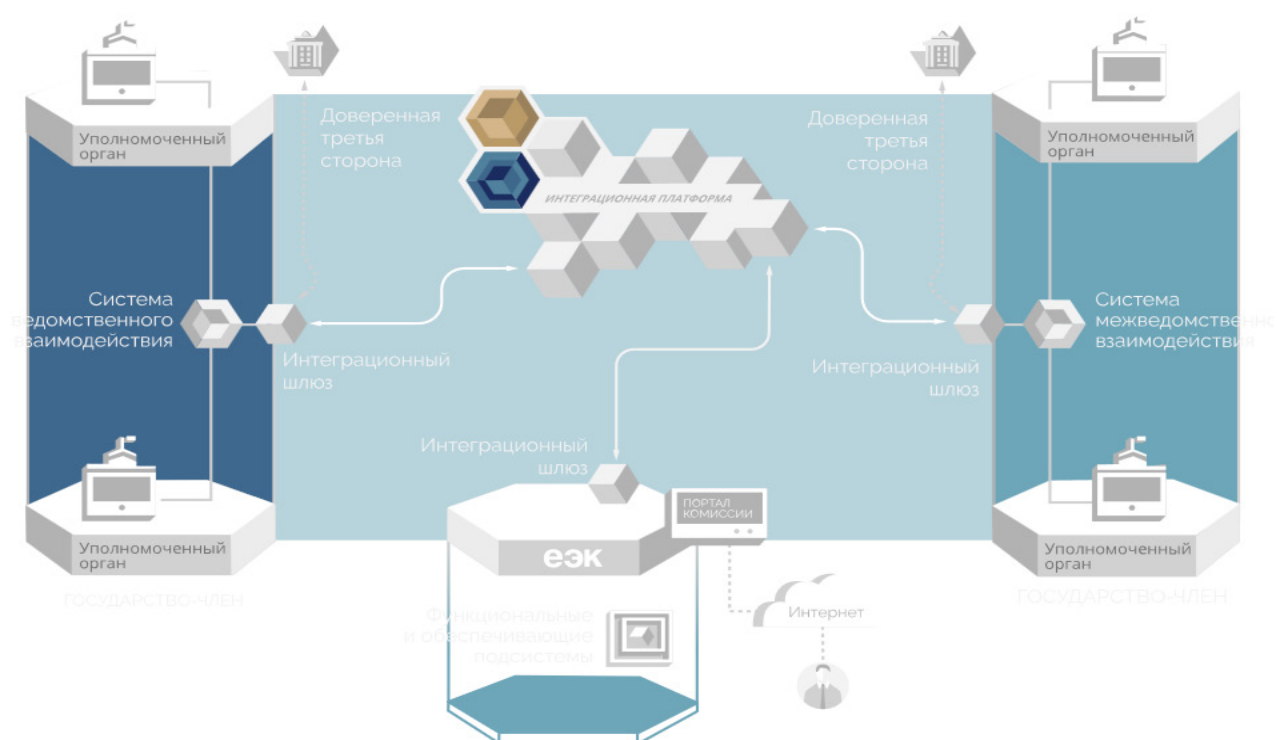 Уполномоченный
орган
Доверенная
третья
сторона
ИНТЕГРАЦИОННАЯ ПЛАТФОРМА
Доверенная
третья
сторона
Уполномоченный
орган
Система
ведомственного
взаимодействия
Интеграционный
шлюз
Система
межведомственно
взаимодействия
Интеграционный
шлюз
Интеграционный
шлюз
ПОРТАЛ
КОМИССИИ
Уполномоченный
орган
ГОСУДАРСТВО-ЧЛЕН
еэк
Уполномоченный
орган
ГОСУДАРСТВО-ЧЛЕН
Функциональные
и обеспечивающие
подсистемы
Интернет